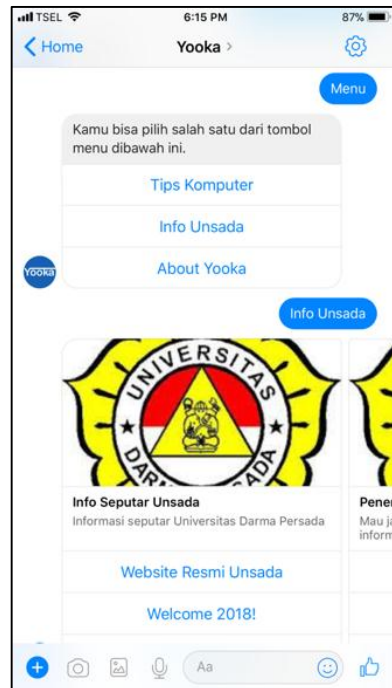 TSEL 6:15 PM 87%
Home Yooka
Menu
Kamu bisa pilih salah satu dari tombol
menu dibawah ini.
Tips Komputer
Info Unsada
About Yooka
Yooka
Info Unsada
UNIVERSITAS
DARMA PERSADA
Info Seputar Unsada
Informasi seputar Universitas Darma Persada
Website Resmi Unsada
Welcome 2018!
Aa